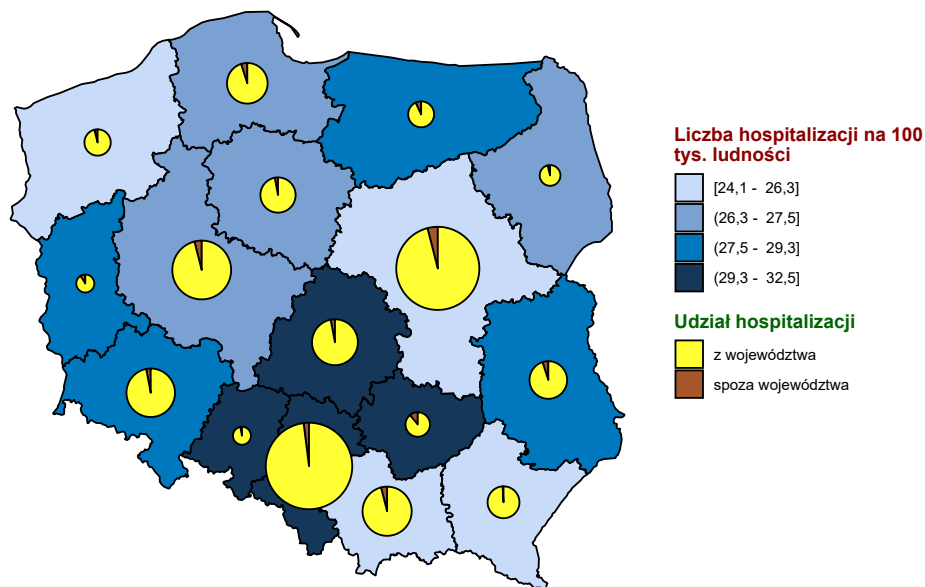 Liczba hospitalizacji na 100
tys. ludności
[24,1 - 26,3]
(26,3 - 27,5]
(27,5 - 29,3]
(29,3 - 32,5]
Udział hospitalizacji
z województwa
spoza województwa